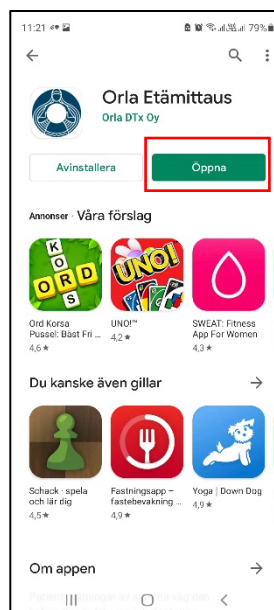 11:21
79%
Orla Etämittaus
Orla DTx Oy
Avinstallera
Öppna
Annonser · Våra förslag
KORS
ORD
UNO!
Ord Korsa
Pussel: Bäst Fri ...
4,6★
UNO!™
4,2★
SWEAT: Fitness
App For Women
4,3★
Du kanske även gillar
Schack · spela
och lär dig
4,5★
Fastningsapp –
fastebevakning ...
4,9★
Yoga | Down Dog
4,9★
Om appen